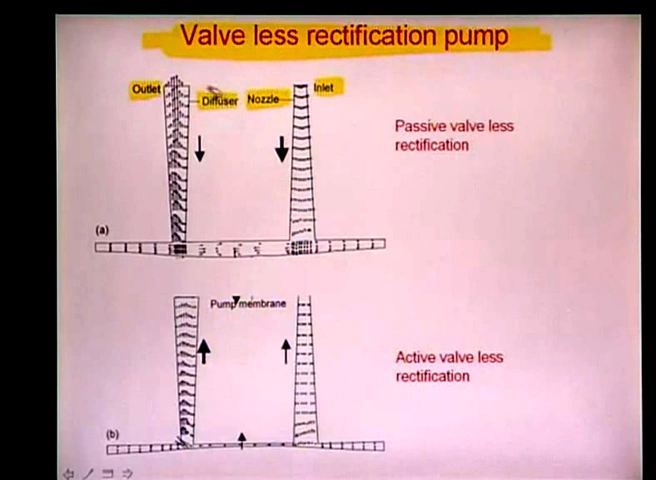 Valve less rectification pump
Outlet
Diffuser
Nozzle
Inlet
Passive valve less
rectification
(a)
Pump membrane
Active valve less
rectification
(b)